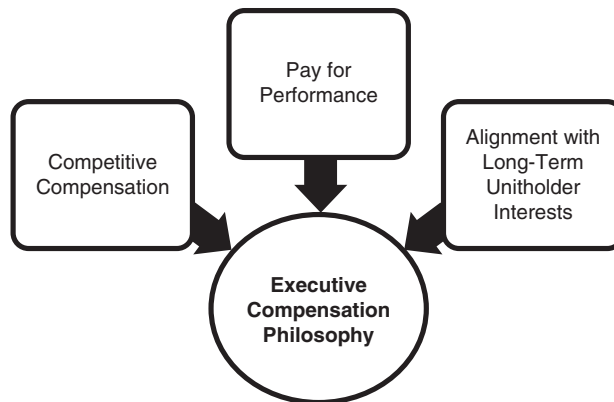 Pay for
Performance
Competitive
Compensation
Alignment with
Long-Term
Unitholder
Interests
Executive
Compensation
Philosophy